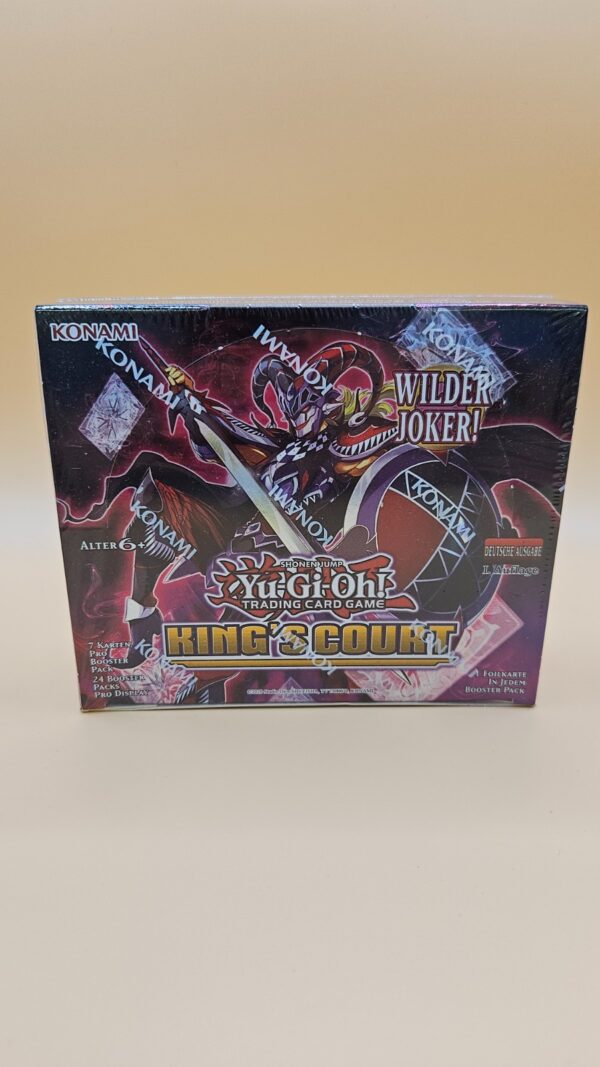 KONAMI
KONAMI
KONAMI
KONAMI
WILDER
JOKER!
KONAMI
KONAMI
KONAMI
ALTER 6+
DEUTSCHE AUSGABE
1. Auflage
SHONEN JUMP
Yu-Gi-Oh!
TRADING CARD GAME
KING'S COURT
7 KARTEN
PRO
BOOSTER
PACK
24 BOOSTER
PACKS
PRO DISPLAY
KONAMI
1 FOILKARTE
IN JEDEM
BOOSTER PACK